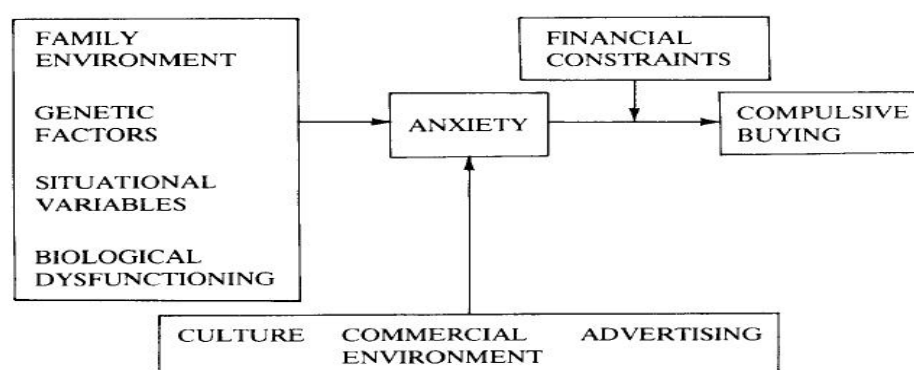 FAMILY
ENVIRONMENT
GENETIC
FACTORS
SITUATIONAL
VARIABLES
BIOLOGICAL
DYSFUNCTIONING
ANXIETY
FINANCIAL
CONSTRAINTS
COMPULSIVE
BUYING
CULTURE COMMERCIAL ADVERTISING
ENVIRONMENT